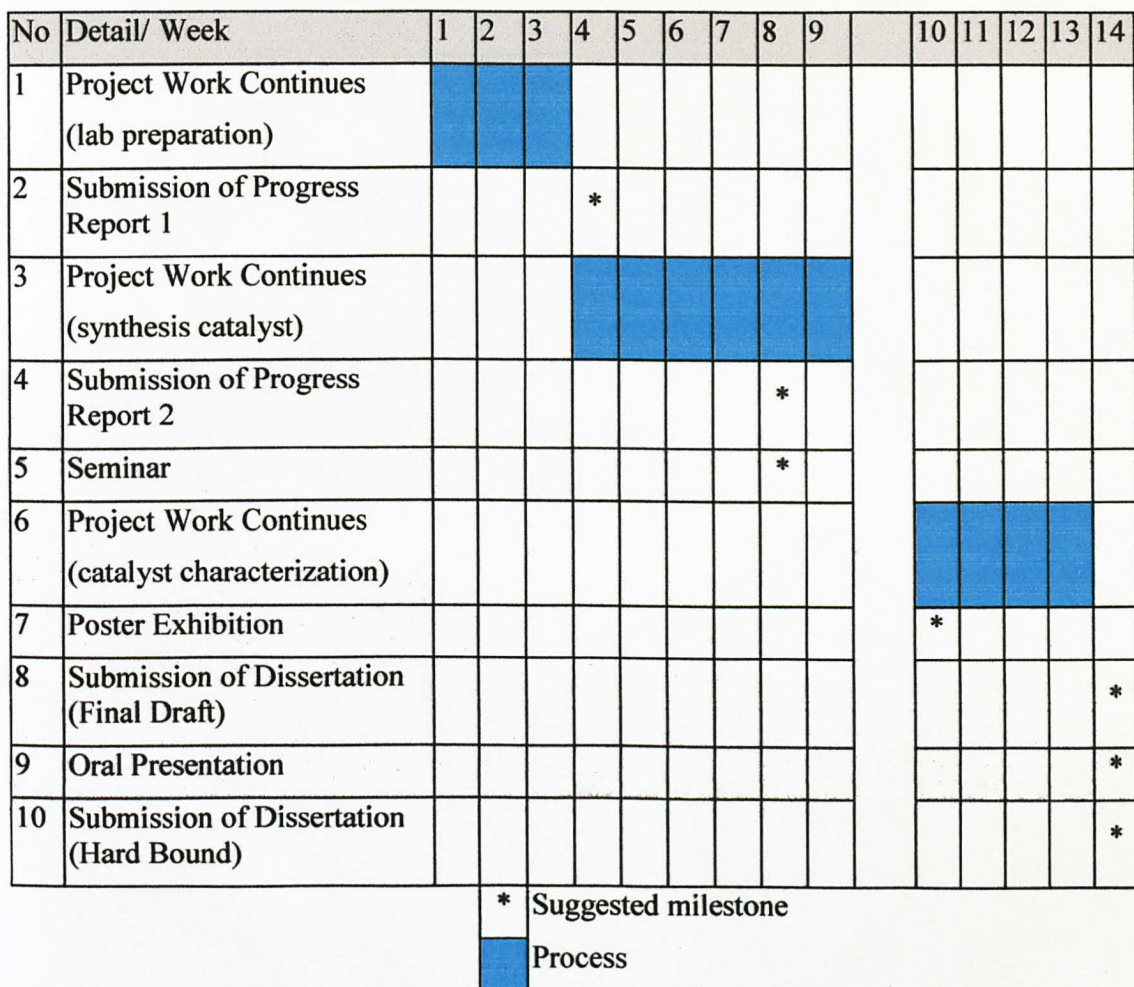 No Detail/ Week 1 2 3 4 5 6 7 8 9 10 11 12 13 14
1 Project Work Continues
(lab preparation)
2 Submission of Progress
Report 1
*
3 Project Work Continues
(synthesis catalyst)
4 Submission of Progress
Report 2
*
5 Seminar *
6 Project Work Continues
(catalyst characterization)
7 Poster Exhibition *
8 Submission of Dissertation
(Final Draft)
*
9 Oral Presentation *
10 Submission of Dissertation
(Hard Bound)
*
* Suggested milestone
Process